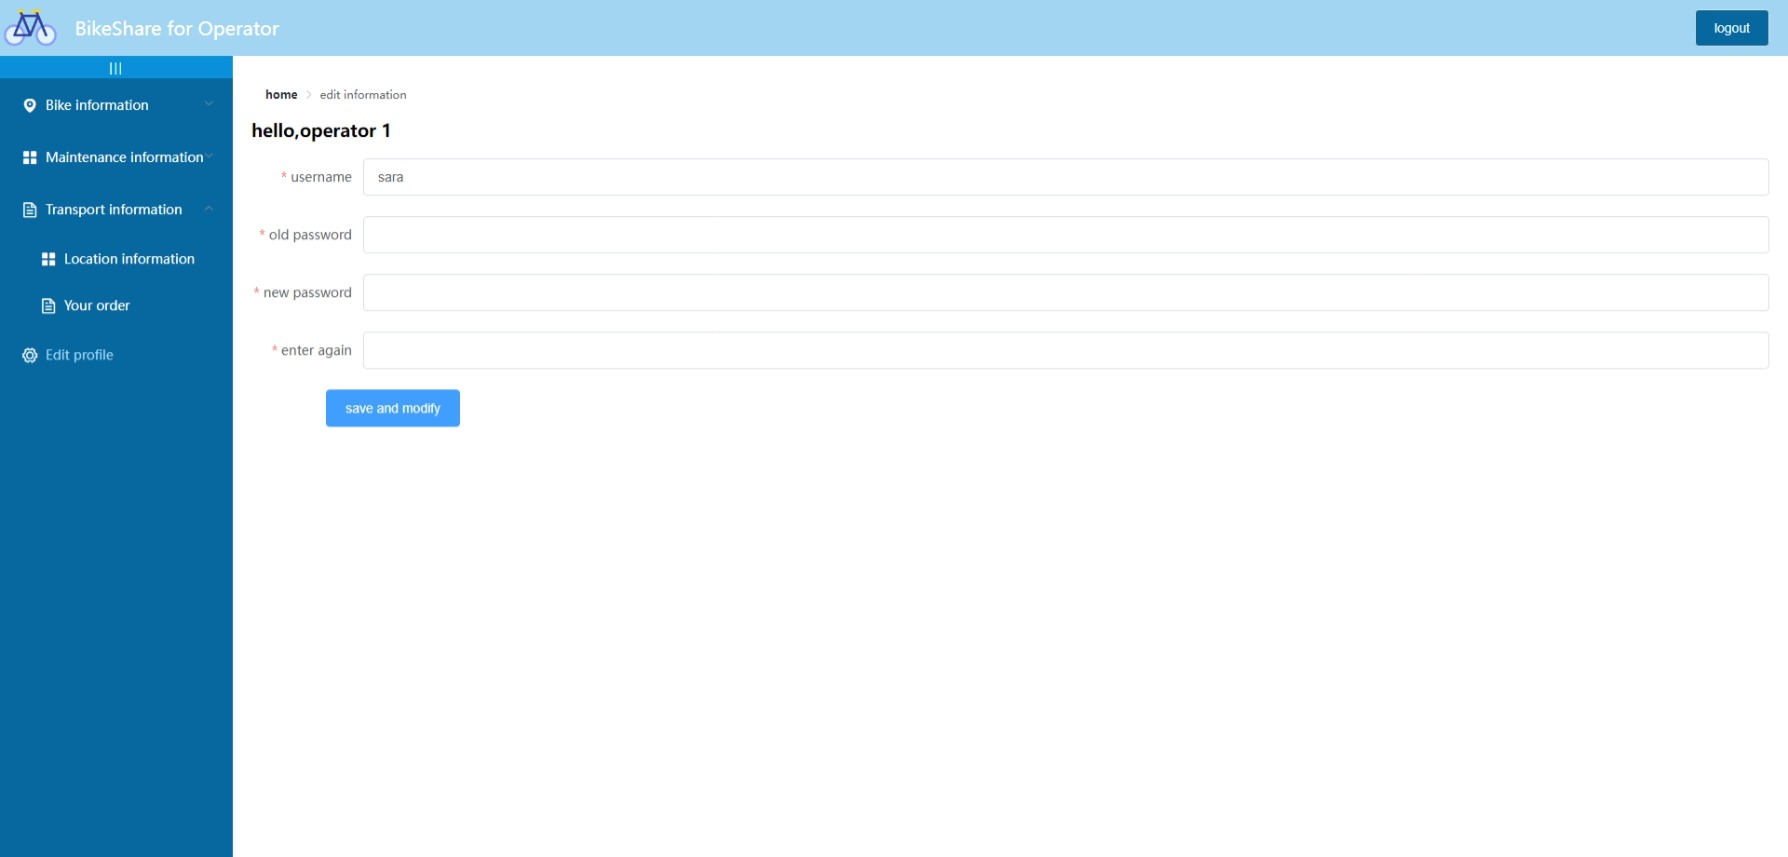 BikeShare for Operator
logout
|||
Bike information
Maintenance information
Transport information
Location information
Your order
Edit profile
home > edit information
hello,operator 1
* username sara
* old password
* new password
* enter again
save and modify